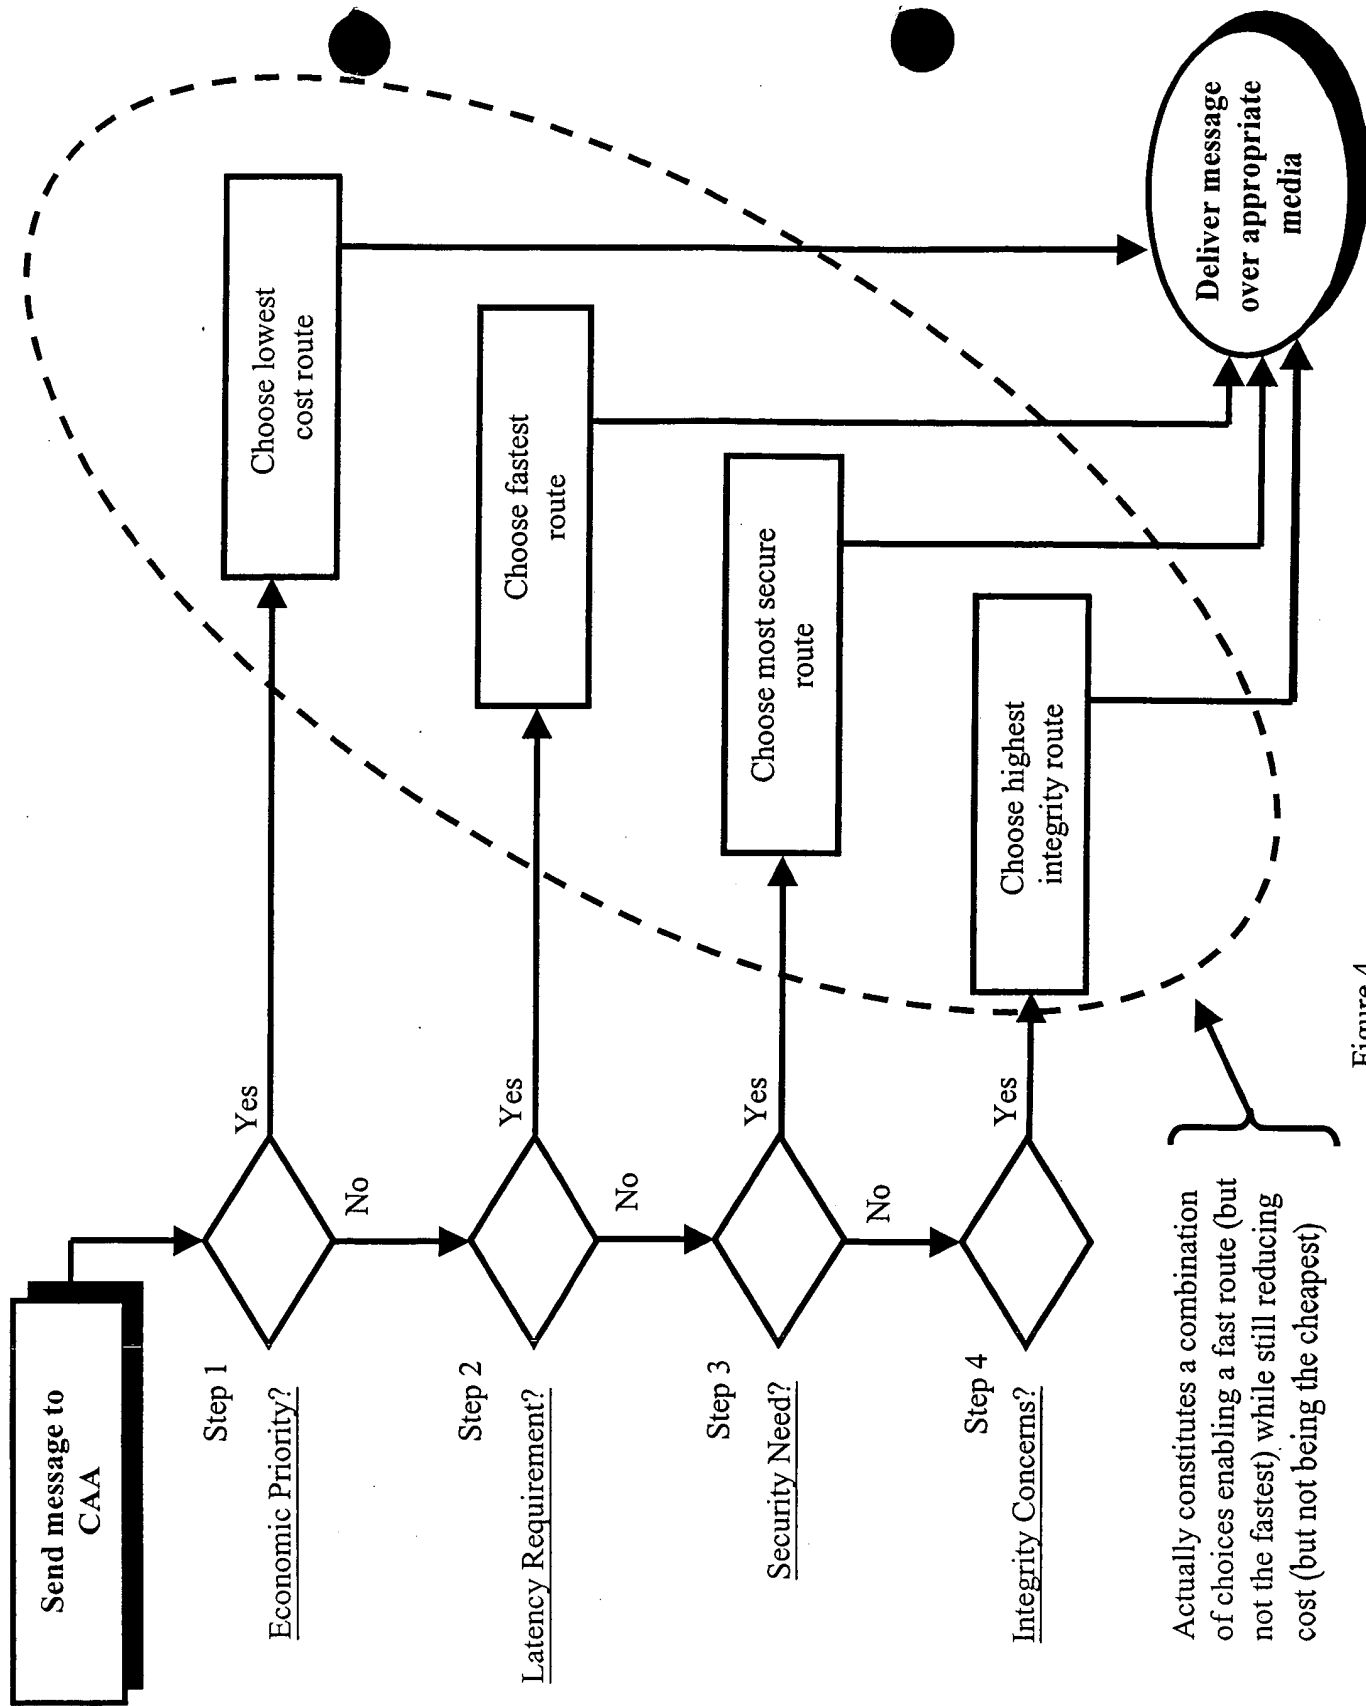 Send message to
CAA
Step 1
Economic Priority?
Yes
No
Choose lowest
cost route
Step 2
Latency Requirement?
Yes
No
Choose fastest
route
Step 3
Security Need?
Yes
No
Choose most secure
route
Step 4
Integrity Concerns?
Yes
Choose highest
integrity route
Deliver message
over appropriate
media
Actually constitutes a combination
of choices enabling a fast route (but
not the fastest) while still reducing
cost (but not being the cheapest)
Figure 4